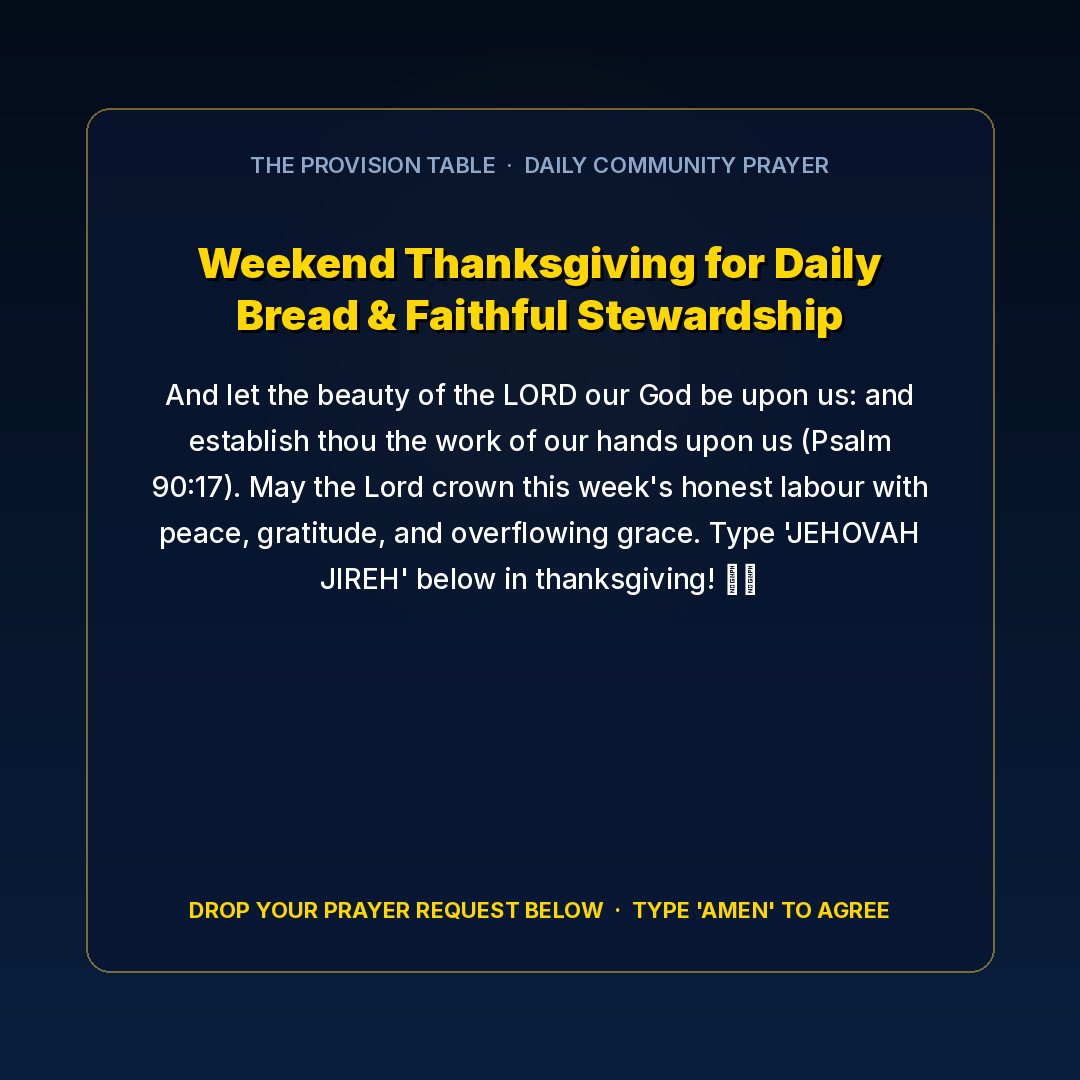 THE PROVISION TABLE · DAILY COMMUNITY PRAYER
Weekend Thanksgiving for Daily
Bread & Faithful Stewardship
And let the beauty of the LORD our God be upon us: and
establish thou the work of our hands upon us (Psalm
90:17). May the Lord crown this week's honest labour with
peace, gratitude, and overflowing grace. Type 'JEHOVAH
JIREH' below in thanksgiving!
DROP YOUR PRAYER REQUEST BELOW · TYPE 'AMEN' TO AGREE